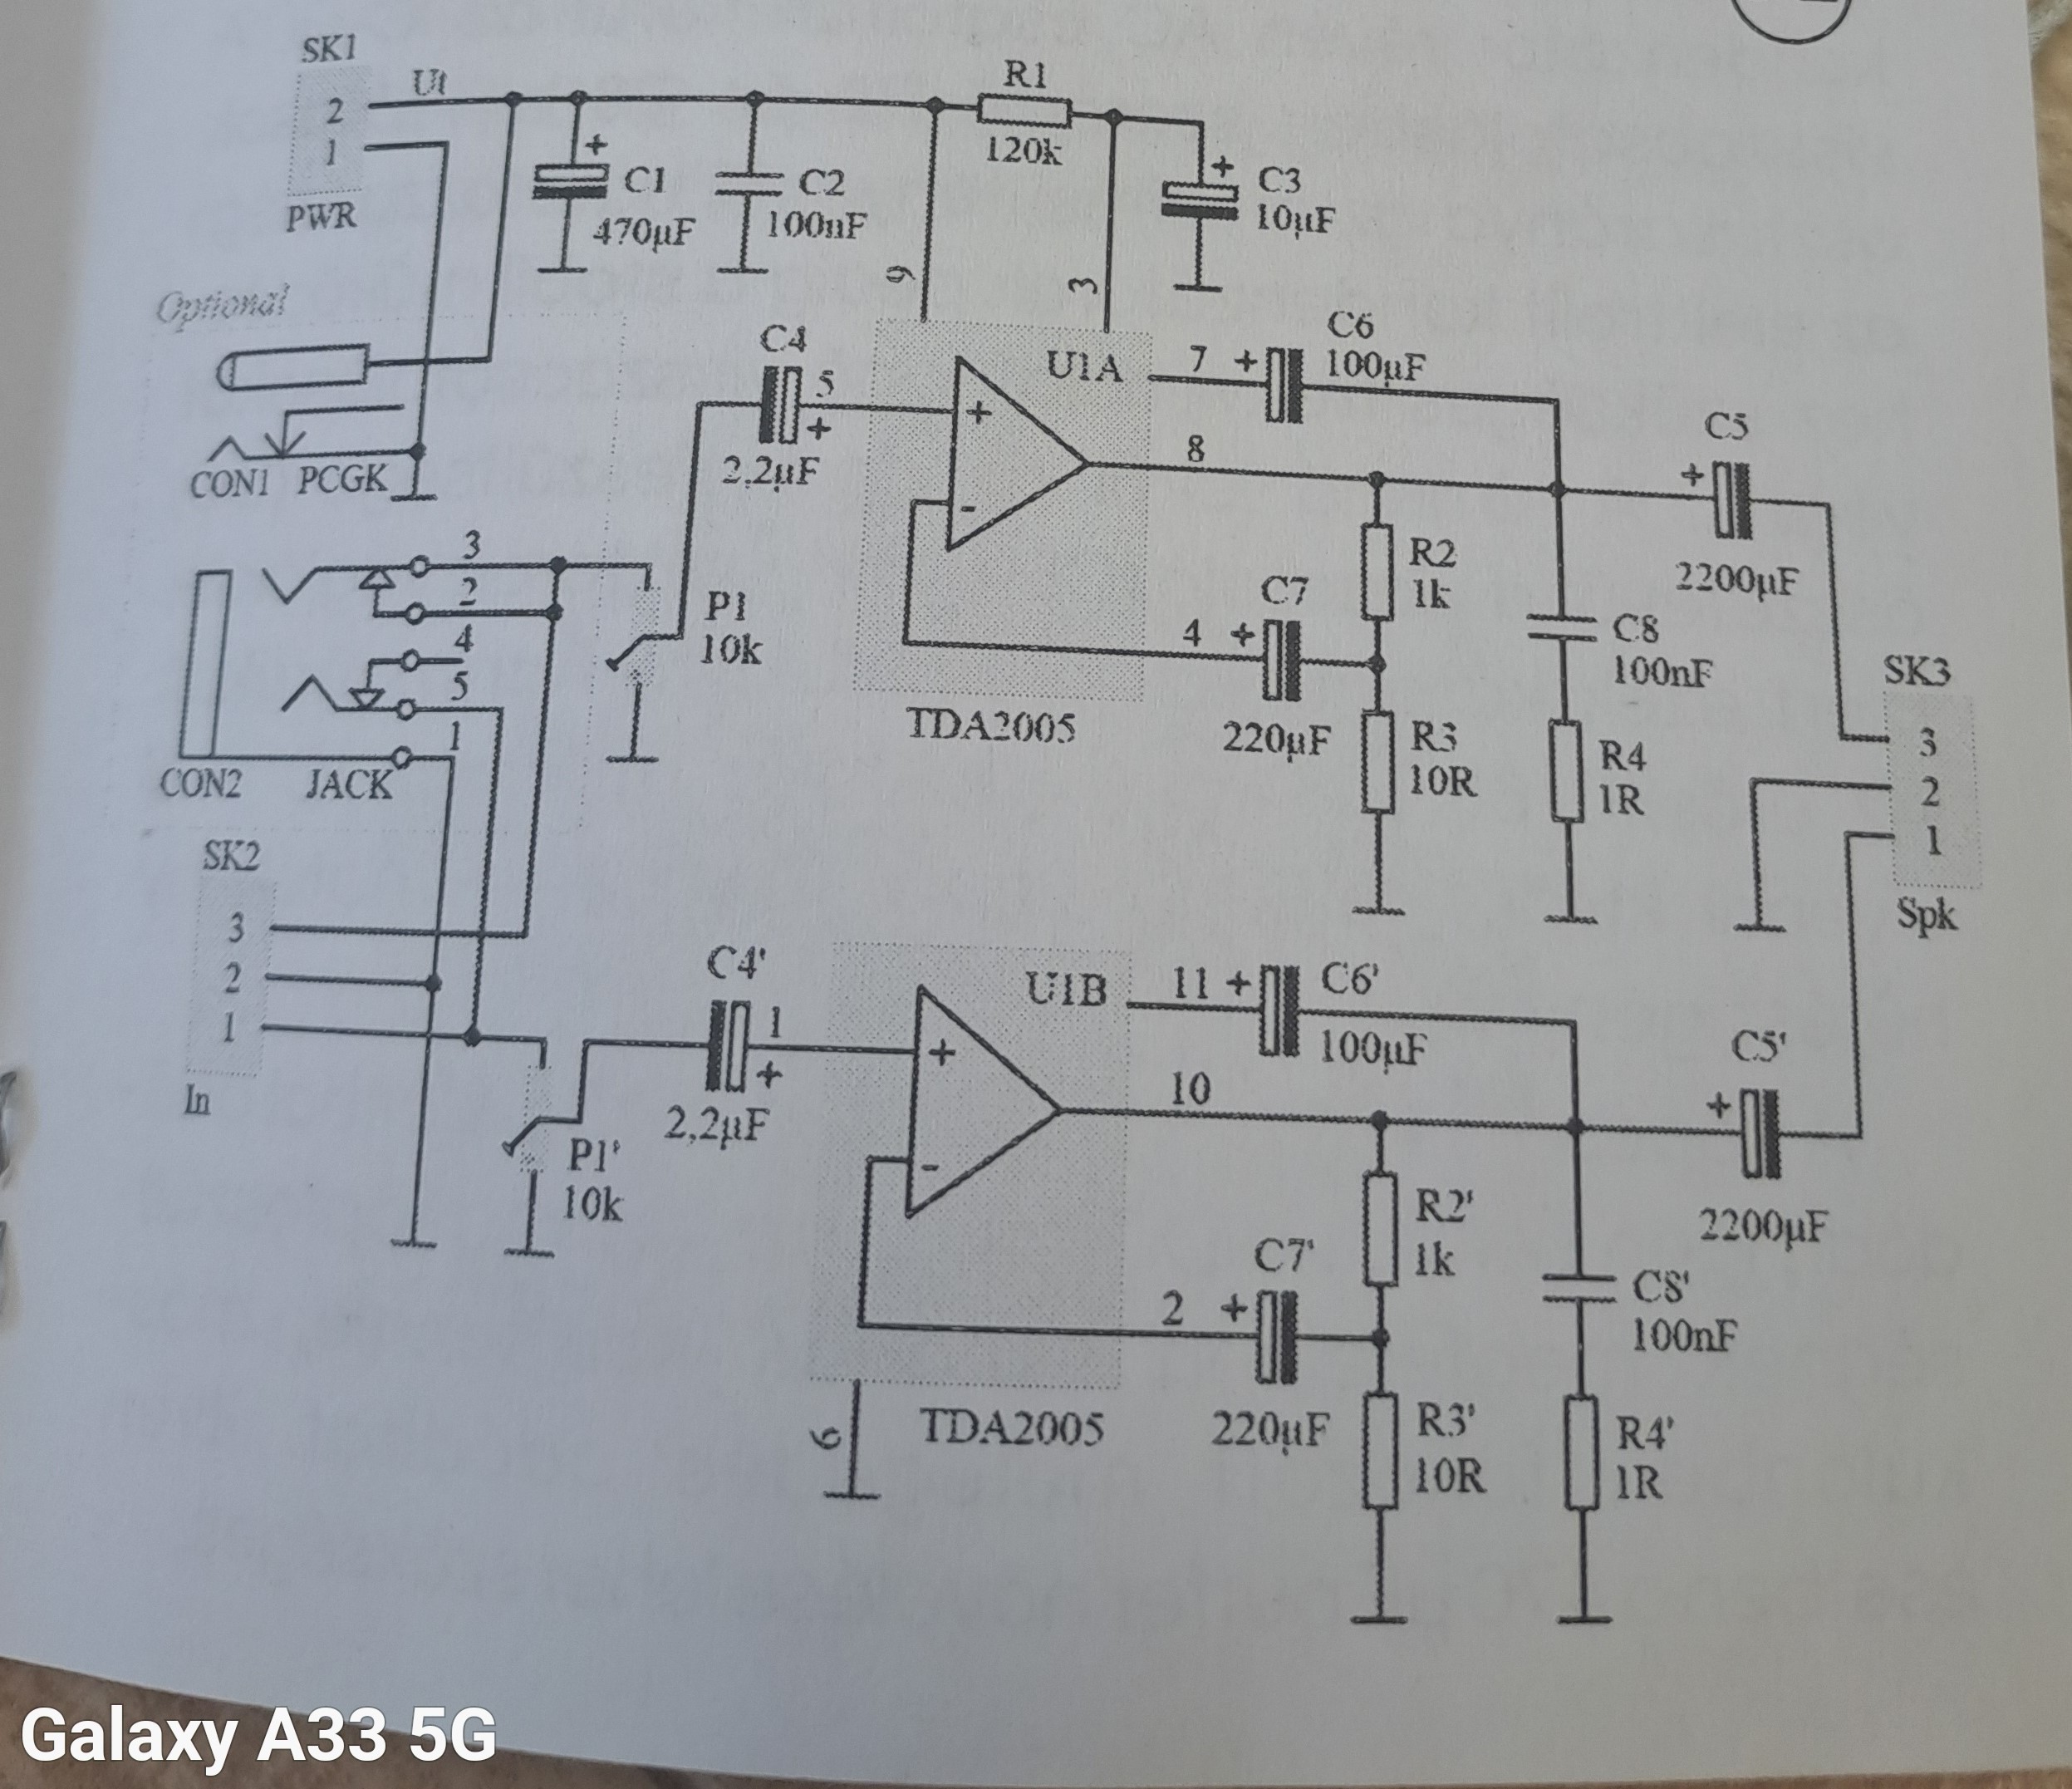 SK1
Ut
2
1
PWR
R1
120k
C1
470µF
C2
100nF
C3
10µF
9
3
Optional
CON1 PCGK
C4
5
+
2,2µF
U1A
+
-
7
+
C6
100µF
8
C5
+
2200µF
3
2
4
5
1
CON2 JACK
P1
10k
R2
1k
C7
4
+
220µF
R3
10R
C8
100nF
R4
1R
TDA2005
SK3
3
2
1
Spk
SK2
3
2
1
In
C4'
1
+
2,2µF
P1'
10k
U1B
+
-
11
+
C6'
100µF
10
C5'
+
2200µF
R2'
1k
C7'
2
+
220µF
R3'
10R
C8'
100nF
R4'
1R
6
TDA2005
+
+
+
Galaxy A33 5G